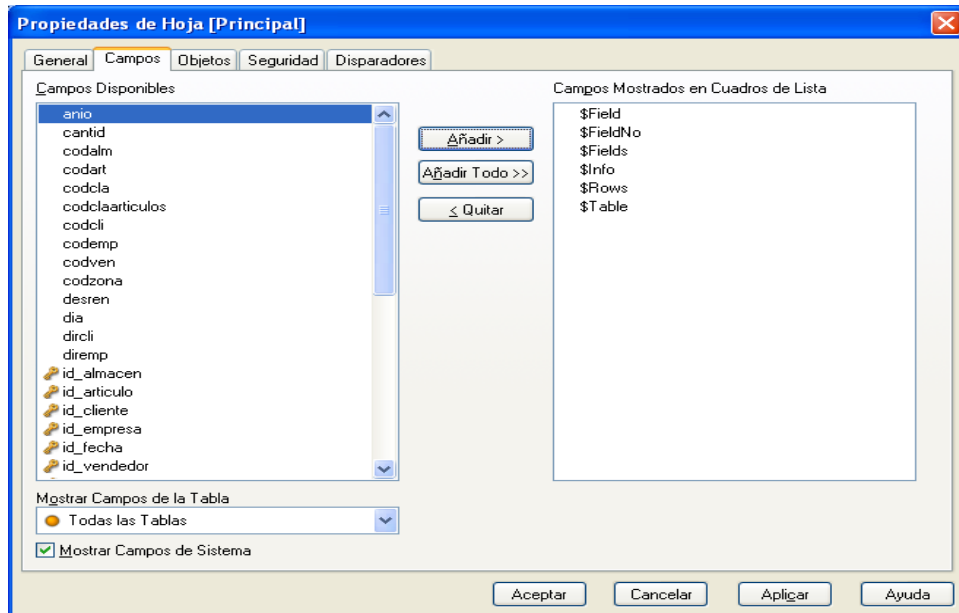 Propiedades de Hoja [Principal]
General Campos Objetos Seguridad Disparadores
Campos Disponibles
anio
cantid
codalm
codart
codcla
codclaarticulos
codcli
codemp
codven
codzona
desren
dia
dircli
diremp
id_almacen
id_articulo
id_cliente
id_empresa
id_fecha
id_vendedor
Mostrar Campos de la Tabla
Todas las Tablas
Mostrar Campos de Sistema
Añadir >
Añadir Todo >>
< Quitar
Campos Mostrados en Cuadros de Lista
$Field
$FieldNo
$Fields
$Info
$Rows
$Table
Aceptar Cancelar Aplicar Ayuda